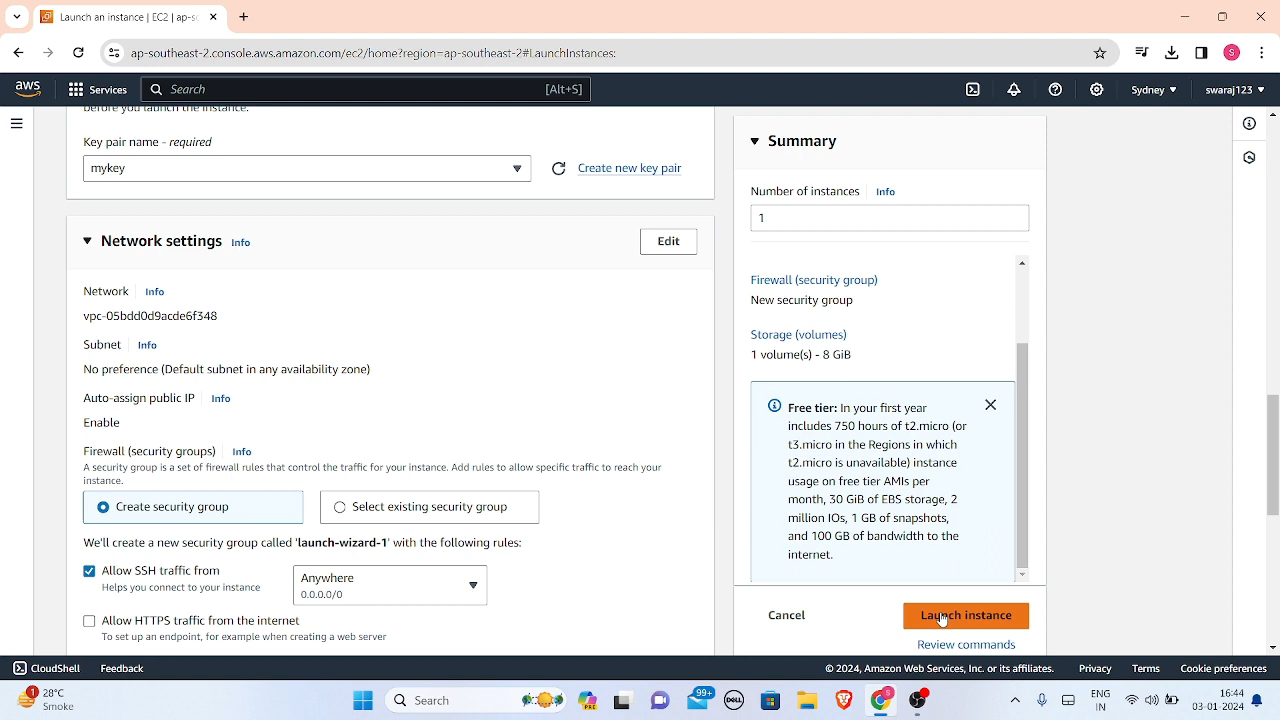 Launch an instance | EC2 | ap-s
ap-southeast-2.console.aws.amazon.com/ec2/home?region=ap-southeast-2#LaunchInstances:
S
aws
Services
Search
[Alt+S]
Sydney
swaraj123
before you launch the instance.
Key pair name - required
mykey
Create new key pair
Network settings Info
Edit
Network Info
vpc-05bdd0d9acde6f348
Subnet Info
No preference (Default subnet in any availability zone)
Auto-assign public IP Info
Enable
Firewall (security groups) Info
A security group is a set of firewall rules that control the traffic for your instance. Add rules to allow specific traffic to reach your
instance.
Create security group
Select existing security group
We'll create a new security group called 'launch-wizard-1' with the following rules:
Allow SSH traffic from
Helps you connect to your instance
Anywhere
0.0.0.0/0
Allow HTTPS traffic from the internet
To set up an endpoint, for example when creating a web server
Summary
Number of instances Info
1
Firewall (security group)
New security group
Storage (volumes)
1 volume(s) - 8 GiB
Free tier: In your first year
includes 750 hours of t2.micro (or
t3.micro in the Regions in which
t2.micro is unavailable) instance
usage on free tier AMIs per
month, 30 GiB of EBS storage, 2
million IOs, 1 GB of snapshots,
and 100 GB of bandwidth to the
internet.
Cancel
Launch instance
Review commands
CloudShell
Feedback
© 2024, Amazon Web Services, Inc. or its affiliates.
Privacy
Terms
Cookie preferences
1
28°C
Smoke
Search
PRE
99+
DELL
S
ENG
IN
16:44
03-01-2024